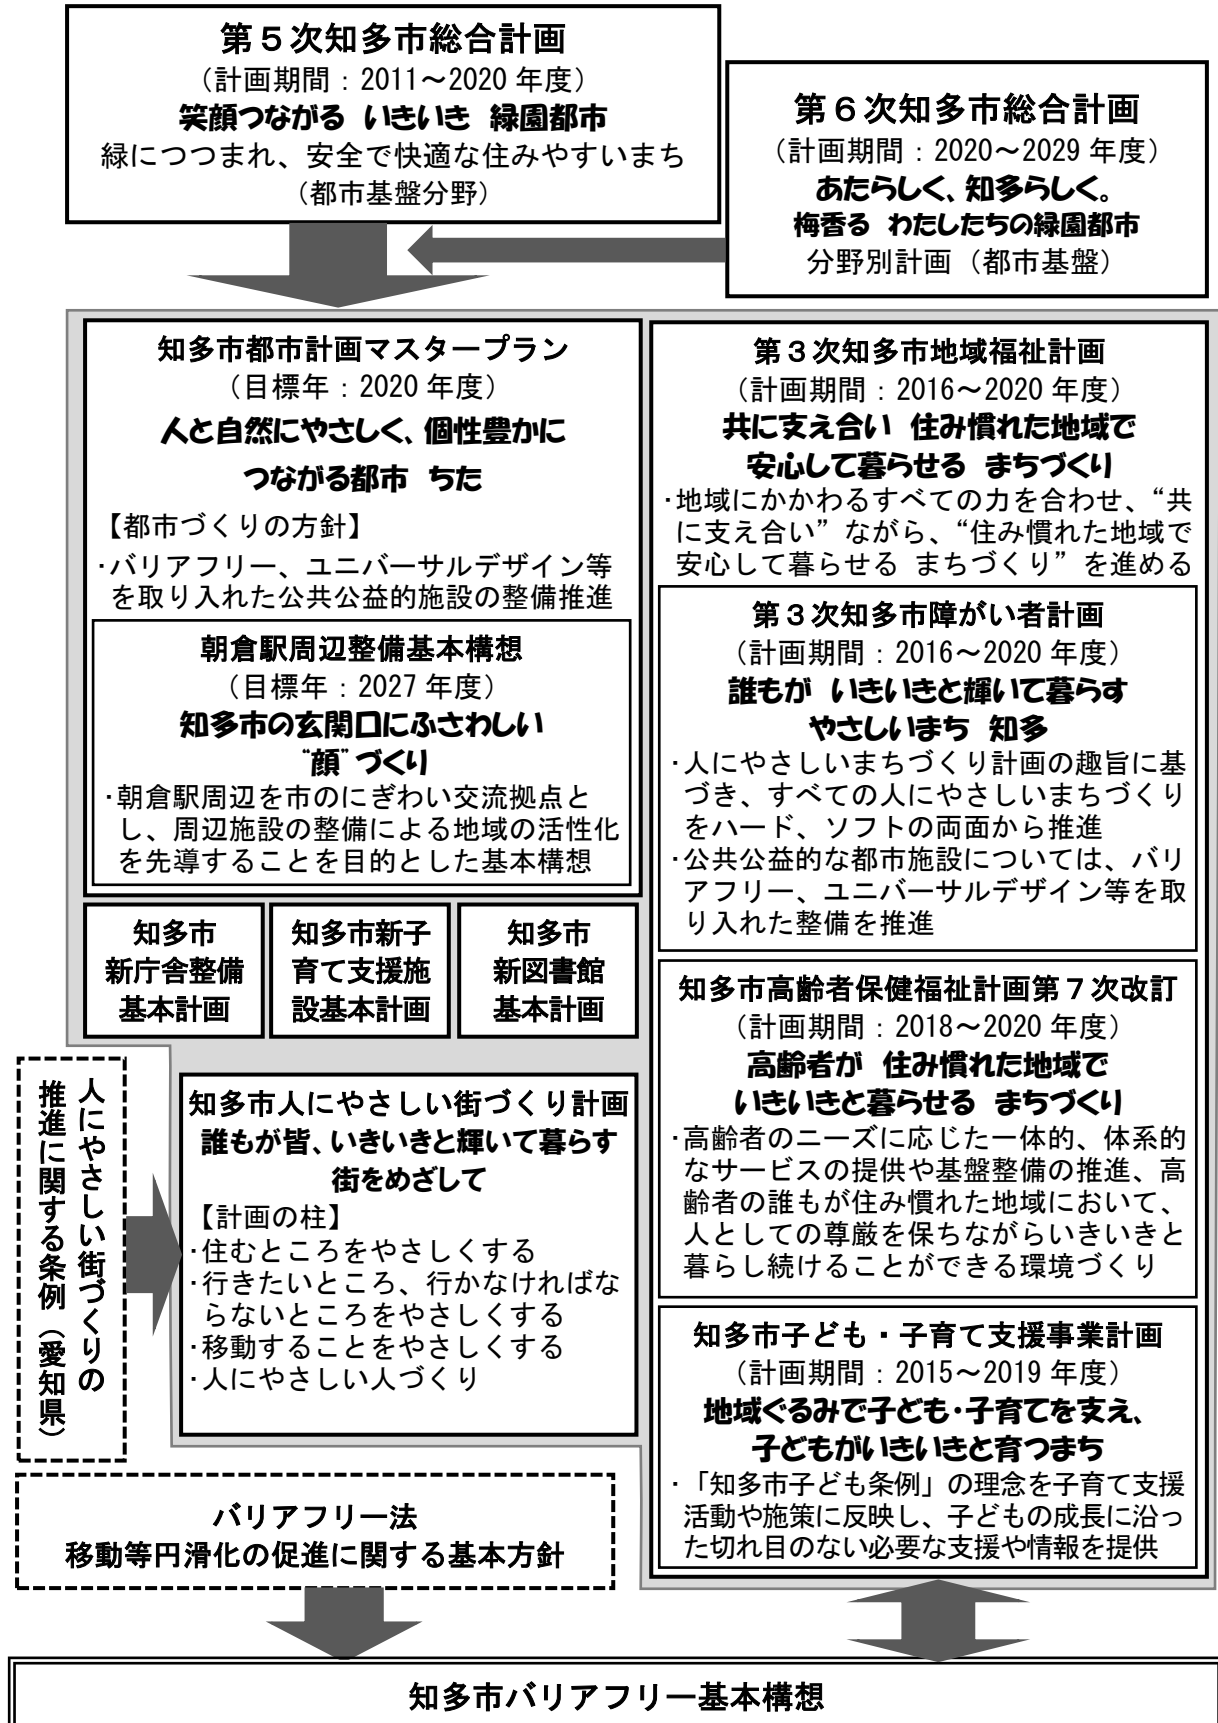 第５次知多市総合計画
（計画期間：2011～2020 年度）
笑顔つながる いきいき 緑園都市
緑につつまれ、安全で快適な住みやすいまち
（都市基盤分野）
第６次知多市総合計画
（計画期間：2020～2029 年度）
あたらしく、知多らしく。
梅香る わたしたちの緑園都市
分野別計画（都市基盤）
知多市都市計画マスタープラン
（目標年：2020 年度）
人と自然にやさしく、個性豊かに
つながる都市 ちた
【都市づくりの方針】
・バリアフリー、ユニバーサルデザイン等
を取り入れた公共公益的施設の整備推進
朝倉駅周辺整備基本構想
（目標年：2027 年度）
知多市の玄関口にふさわしい
“顔”づくり
・朝倉駅周辺を市のにぎわい交流拠点と
し、周辺施設の整備による地域の活性化
を先導することを目的とした基本構想
知多市
新庁舎整備
基本計画
知多市新子
育て支援施
設基本計画
知多市
新図書館
基本計画
第３次知多市地域福祉計画
（計画期間：2016～2020 年度）
共に支え合い 住み慣れた地域で
安心して暮らせる まちづくり
・地域にかかわるすべての力を合わせ、“共
に支え合い”ながら、“住み慣れた地域で
安心して暮らせる まちづくり”を進める
第３次知多市障がい者計画
（計画期間：2016～2020 年度）
誰もが いきいきと輝いて暮らす
やさしいまち 知多
・人にやさしいまちづくり計画の趣旨に基
づき、すべての人にやさしいまちづくり
をハード、ソフトの両面から推進
・公共公益的な都市施設については、バリ
アフリー、ユニバーサルデザイン等を取
り入れた整備を推進
知多市高齢者保健福祉計画第７次改訂
（計画期間：2018～2020 年度）
高齢者が 住み慣れた地域で
いきいきと暮らせる まちづくり
・高齢者のニーズに応じた一体的、体系的
なサービスの提供や基盤整備の推進、高
齢者の誰もが住み慣れた地域において、
人としての尊厳を保ちながらいきいきと
暮らし続けることができる環境づくり
知多市子ども・子育て支援事業計画
（計画期間：2015～2019 年度）
地域ぐるみで子ども・子育てを支え、
子どもがいきいきと育つまち
・「知多市子ども条例」の理念を子育て支援
活動や施策に反映し、子どもの成長に沿っ
た切れ目のない必要な支援や情報を提供
人にやさしい街づくりの
推進に関する条例（愛知県）
知多市人にやさしい街づくり計画
誰もが皆、いきいきと輝いて暮らす
街をめざして
【計画の柱】
・住むところをやさしくする
・行きたいところ、行かなければな
らないところをやさしくする
・移動することをやさしくする
・人にやさしい人づくり
バリアフリー法
移動等円滑化の促進に関する基本方針
知多市バリアフリー基本構想